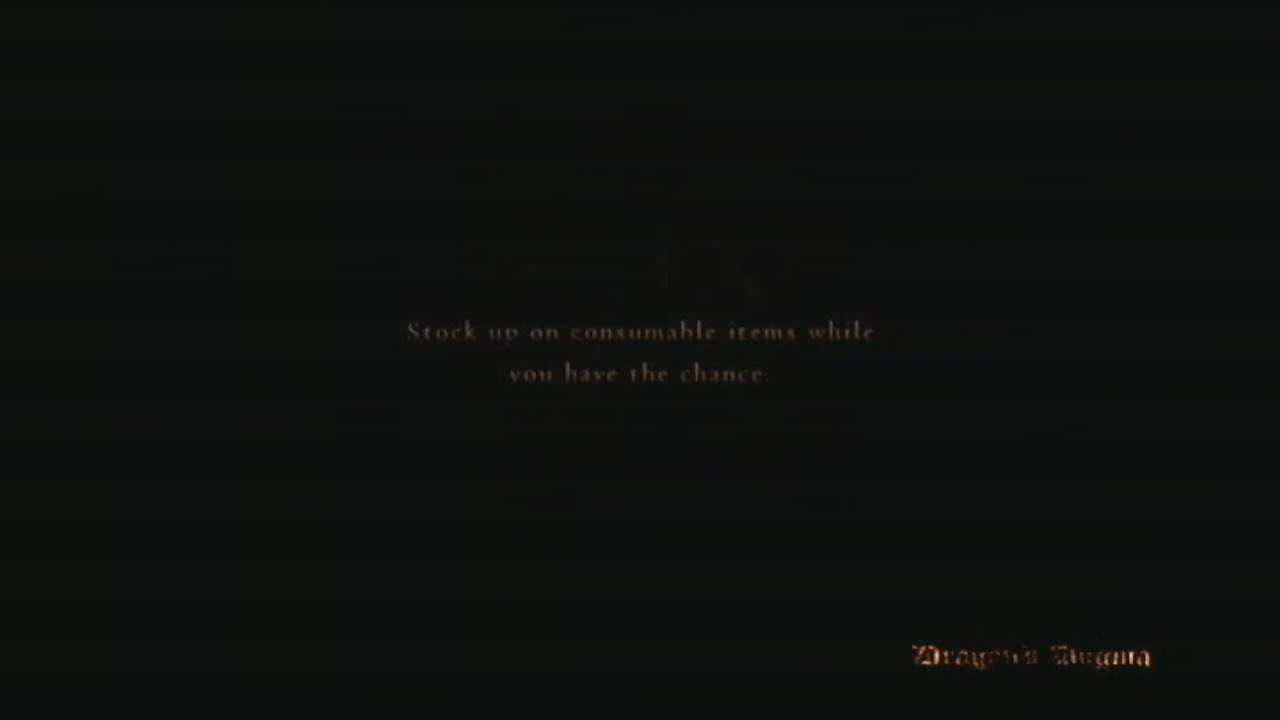 Stock up on consumable items while
you have the chance.
Dragon's Dogma